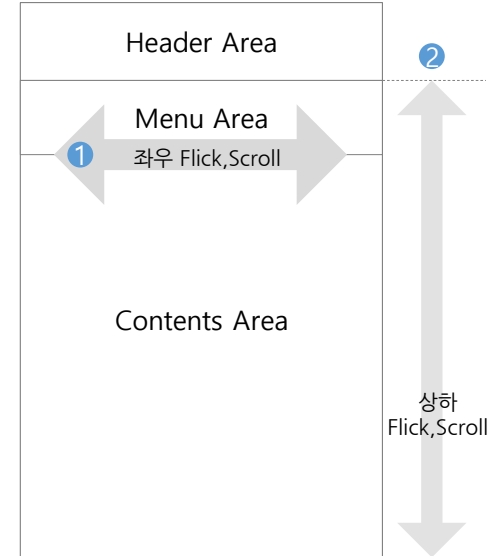 Header Area
2
Menu Area
1
좌우 Flick,Scroll
Contents Area
상하
Flick,Scroll